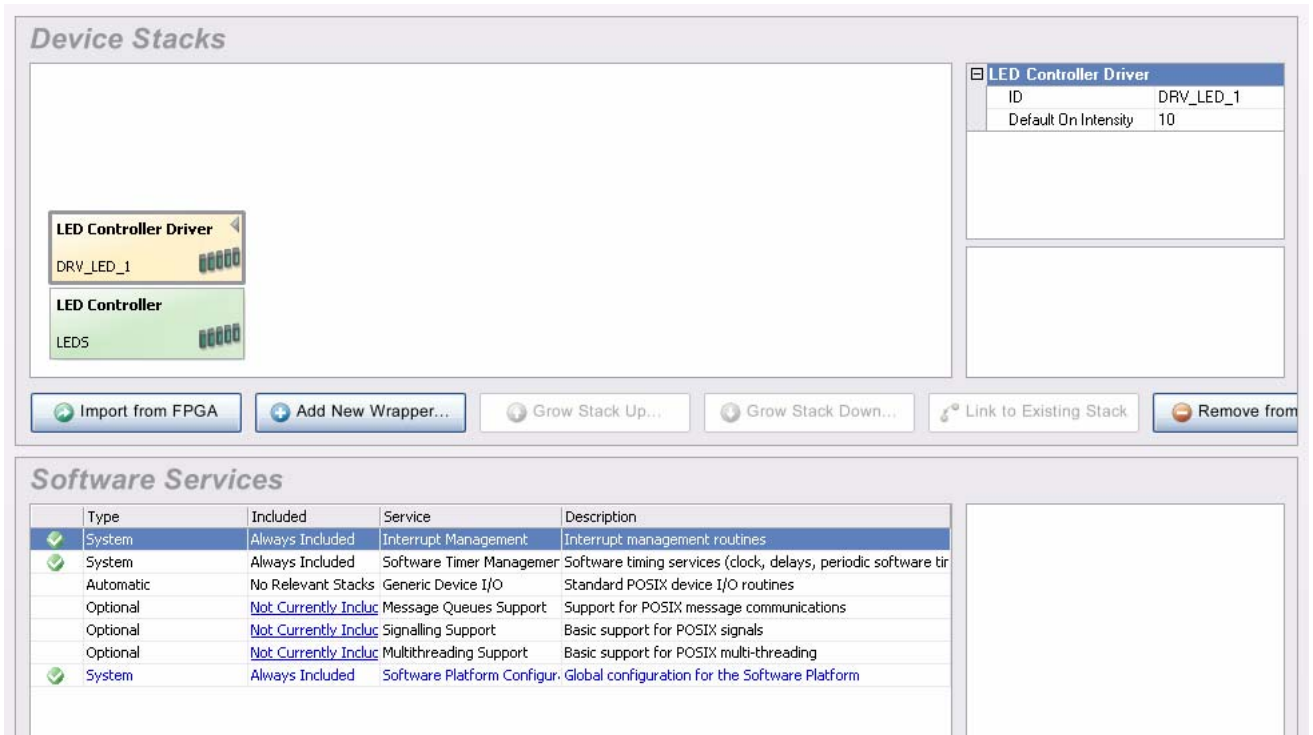 Device Stacks
LED Controller Driver
ID DRV_LED_1
Default On Intensity 10
LED Controller Driver
DRV_LED_1
LED Controller
LEDS
Import from FPGA Add New Wrapper... Grow Stack Up... Grow Stack Down... Link to Existing Stack Remove from
Software Services
Type Included Service Description
System Always Included Interrupt Management Interrupt management routines
System Always Included Software Timer Managemen Software timing services (clock, delays, periodic software tir
Automatic No Relevant Stacks Generic Device I/O Standard POSIX device I/O routines
Optional Not Currently Incluc Message Queues Support Support for POSIX message communications
Optional Not Currently Incluc Signalling Support Basic support for POSIX signals
Optional Not Currently Incluc Multithreading Support Basic support for POSIX multi-threading
System Always Included Software Platform Configur. Global configuration for the Software Platform